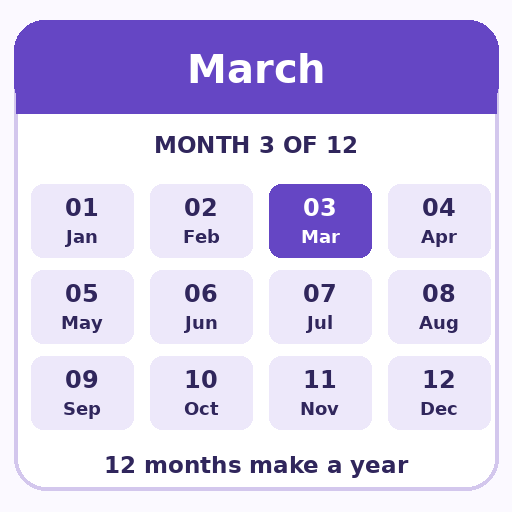 March
MONTH 3 OF 12
01 02 03 04
Jan Feb Mar Apr
05 06 07 08
May Jun Jul Aug
09 10 11 12
Sep Oct Nov Dec
12 months make a year